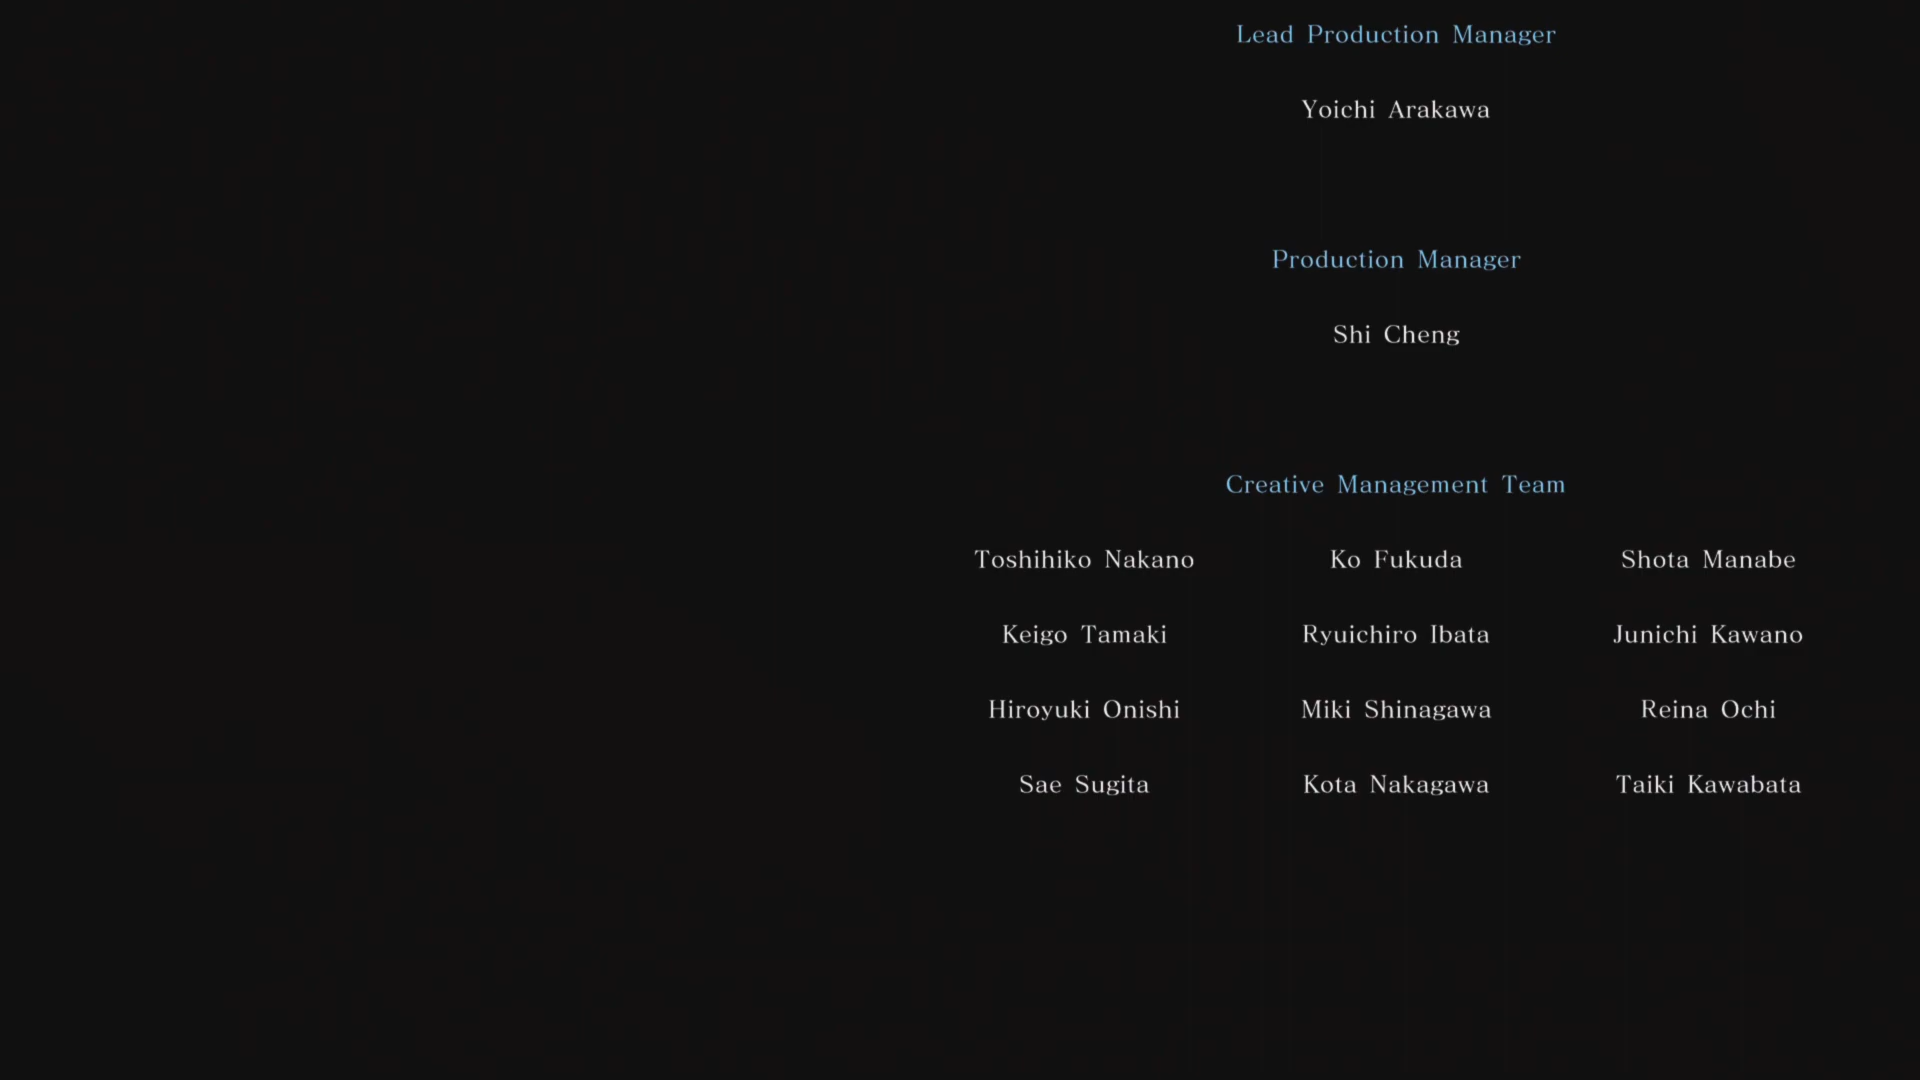 Lead Production Manager
Yoichi Arakawa
Production Manager
Shi Cheng
Creative Management Team
Toshihiko Nakano Ko Fukuda Shota Manabe
Keigo Tamaki Ryuichiro Ibata Junichi Kawano
Hiroyuki Onishi Miki Shinagawa Reina Ochi
Sae Sugita Kota Nakagawa Taiki Kawabata